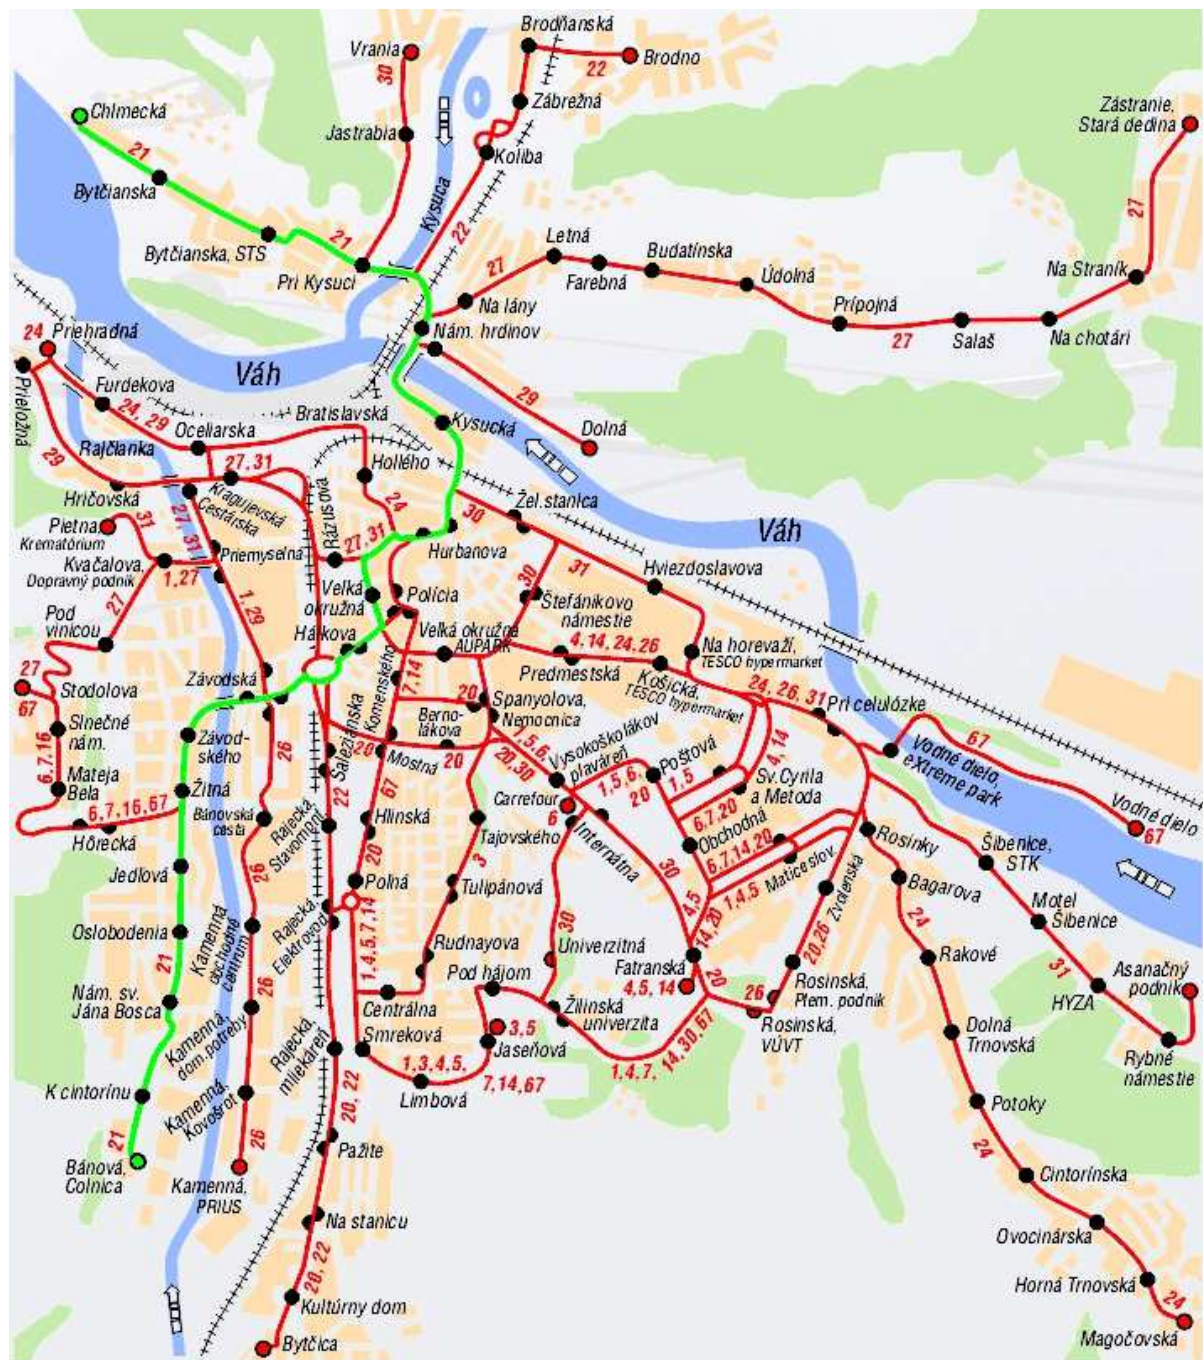 Brodňanská
Vrania
30
22
Brodno
Chlmecká
Zábrežná
Zástranie,
Stará dedina
21
Jastrabia
Koliba
Bytčianska
Kysuca
27
22
Letná
Bytčianska, STS
21
Budatínska
Farebná
Údolná
27
Na Straník
Pri Kysuci
Na lány
Prípojná
Nám. hrdinov
27
Salaš
Na chotári
24
Priehradná
Váh
Prieložná
Furdekova
24, 29
29
Bratislavská
Kysucká
Dolná
Rajčianka
Oceliarska
29
27, 31
Hollého
Hričovská
Kragujevská
Cestárska
24
Žel. stanica
Váh
Rázusova
30
Pietna,
Krematórium
31
27, 31
Priemyselná
27, 31
Hurbanova
31
Hviezdoslavova
Kvačalova,
Dopravný podnik
1, 27
Polícia
30
Štefánikovo
námestie
27
1, 29
Veľká
okružná
Pod
vinicou
Hálkova
Veľká okružná
AUPARK
4, 14, 24, 26
Na horevaží,
TESCO hypermarket
Predmestská
Košická,
TESCO hypermarket
27
67
Stodolova
Závodská
Komenského
7, 14
24, 26, 31
Pri celulózke
20
Spanyolova,
Nemocnica
Slnečné
nám.
Závod-
ského
26
Saleziánska
Berno-
lákova
20
Mostná
20
1, 5, 6
20, 30
Vysokoškolákov
plaváreň
Poštová
4, 14
Vodné dielo,
eXtreme park
67
6, 7, 16
Mateja
Bela
Žitná
22
67
1, 5, 6,
20
1, 5
Sv. Cyrila
a Metoda
6, 7, 16, 67
Bánovská
cesta
Rajecká,
Slavomont
Hlinská
Carrefour
6
6, 7, 20
Vodné dielo
67
Hôrecká
Tajovského
Internátna
Obchodná
Rosinky
Šibenice,
STK
3
6, 7, 14, 20
Maticeslov.
Jedlová
26
20
Polná
Tulipánová
30
1, 4, 5
Zvolenská
Bagarova
Motel
Šibenice
Oslobodenia
Kamenná
obchodné
centrum
Rajecká,
Elektrovod
1, 4, 5, 7, 14
30
4, 5
14, 20
24
21
Rudnayova
Univerzitná
Fatranská
4, 5, 14
20, 26
Rakové
31
Nám. sv.
Jána Bosca
26
Pod hájom
20
26
Rosinská,
Plem. podnik
Asanačný
podnik
Centrálna
Žilinská
univerzita
HYZA
Kamenná,
dom. potreby
Rajecká
mliekareň
Smreková
3, 5
Jaseňová
Rosinská,
VÚVT
Dolná
Trnovská
Rybné
námestie
1, 3, 4, 5,
7, 14, 67
1, 4, 7, 14, 30, 67
Limbová
K cintorínu
Kamenná,
Kovošrot
20, 22
Potoky
21
26
24
Bánová,
Colnica
Pažite
Kamenná,
PRIUS
Cintorínska
Na stanicu
Ovocinárska
20, 22
Horná Trnovská
Kultúrny dom
24
Magočovská
Bytčica